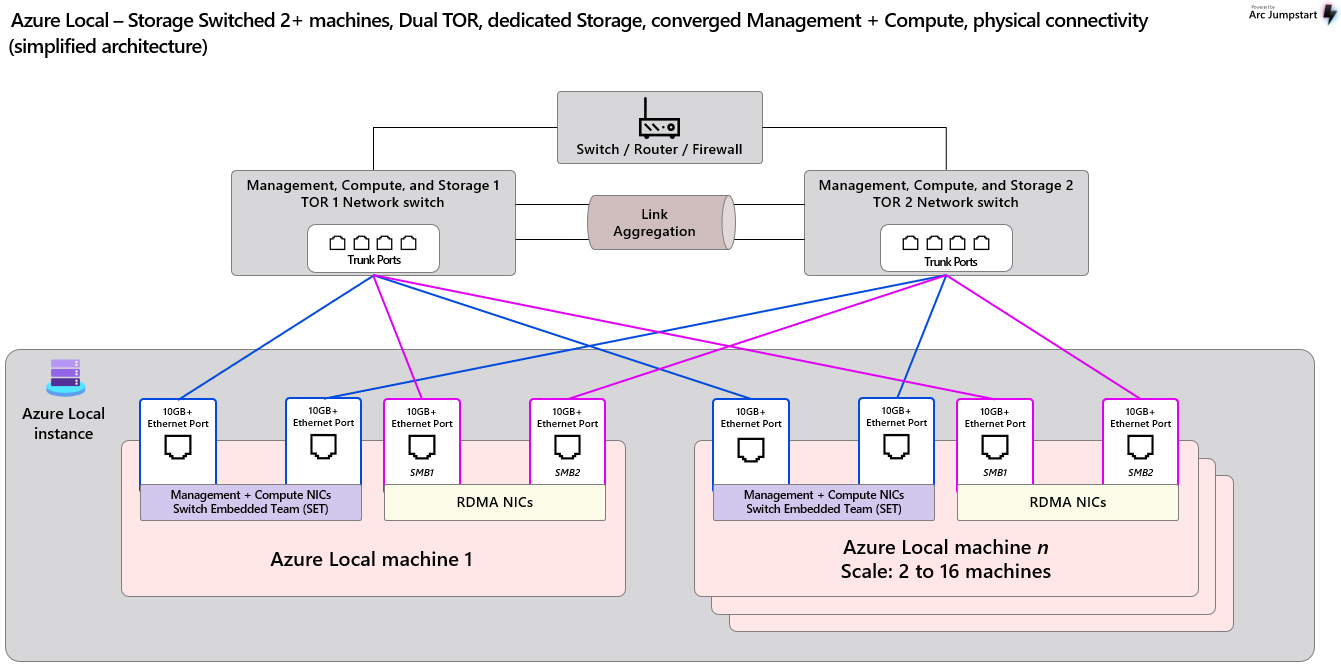 Azure Local – Storage Switched 2+ machines, Dual TOR, dedicated Storage, converged Management + Compute, physical connectivity
(simplified architecture)
Powered by
Arc Jumpstart
Switch / Router / Firewall
Management, Compute, and Storage 1
TOR 1 Network switch
Trunk Ports
Link
Aggregation
Management, Compute, and Storage 2
TOR 2 Network switch
Trunk Ports
Azure Local
instance
10GB+
Ethernet Port
10GB+
Ethernet Port
10GB+
Ethernet Port
SMB1
10GB+
Ethernet Port
SMB2
Management + Compute NICs
Switch Embedded Team (SET)
RDMA NICs
Azure Local machine 1
10GB+
Ethernet Port
10GB+
Ethernet Port
10GB+
Ethernet Port
SMB1
10GB+
Ethernet Port
SMB2
Management + Compute NICs
Switch Embedded Team (SET)
RDMA NICs
Azure Local machine n
Scale: 2 to 16 machines